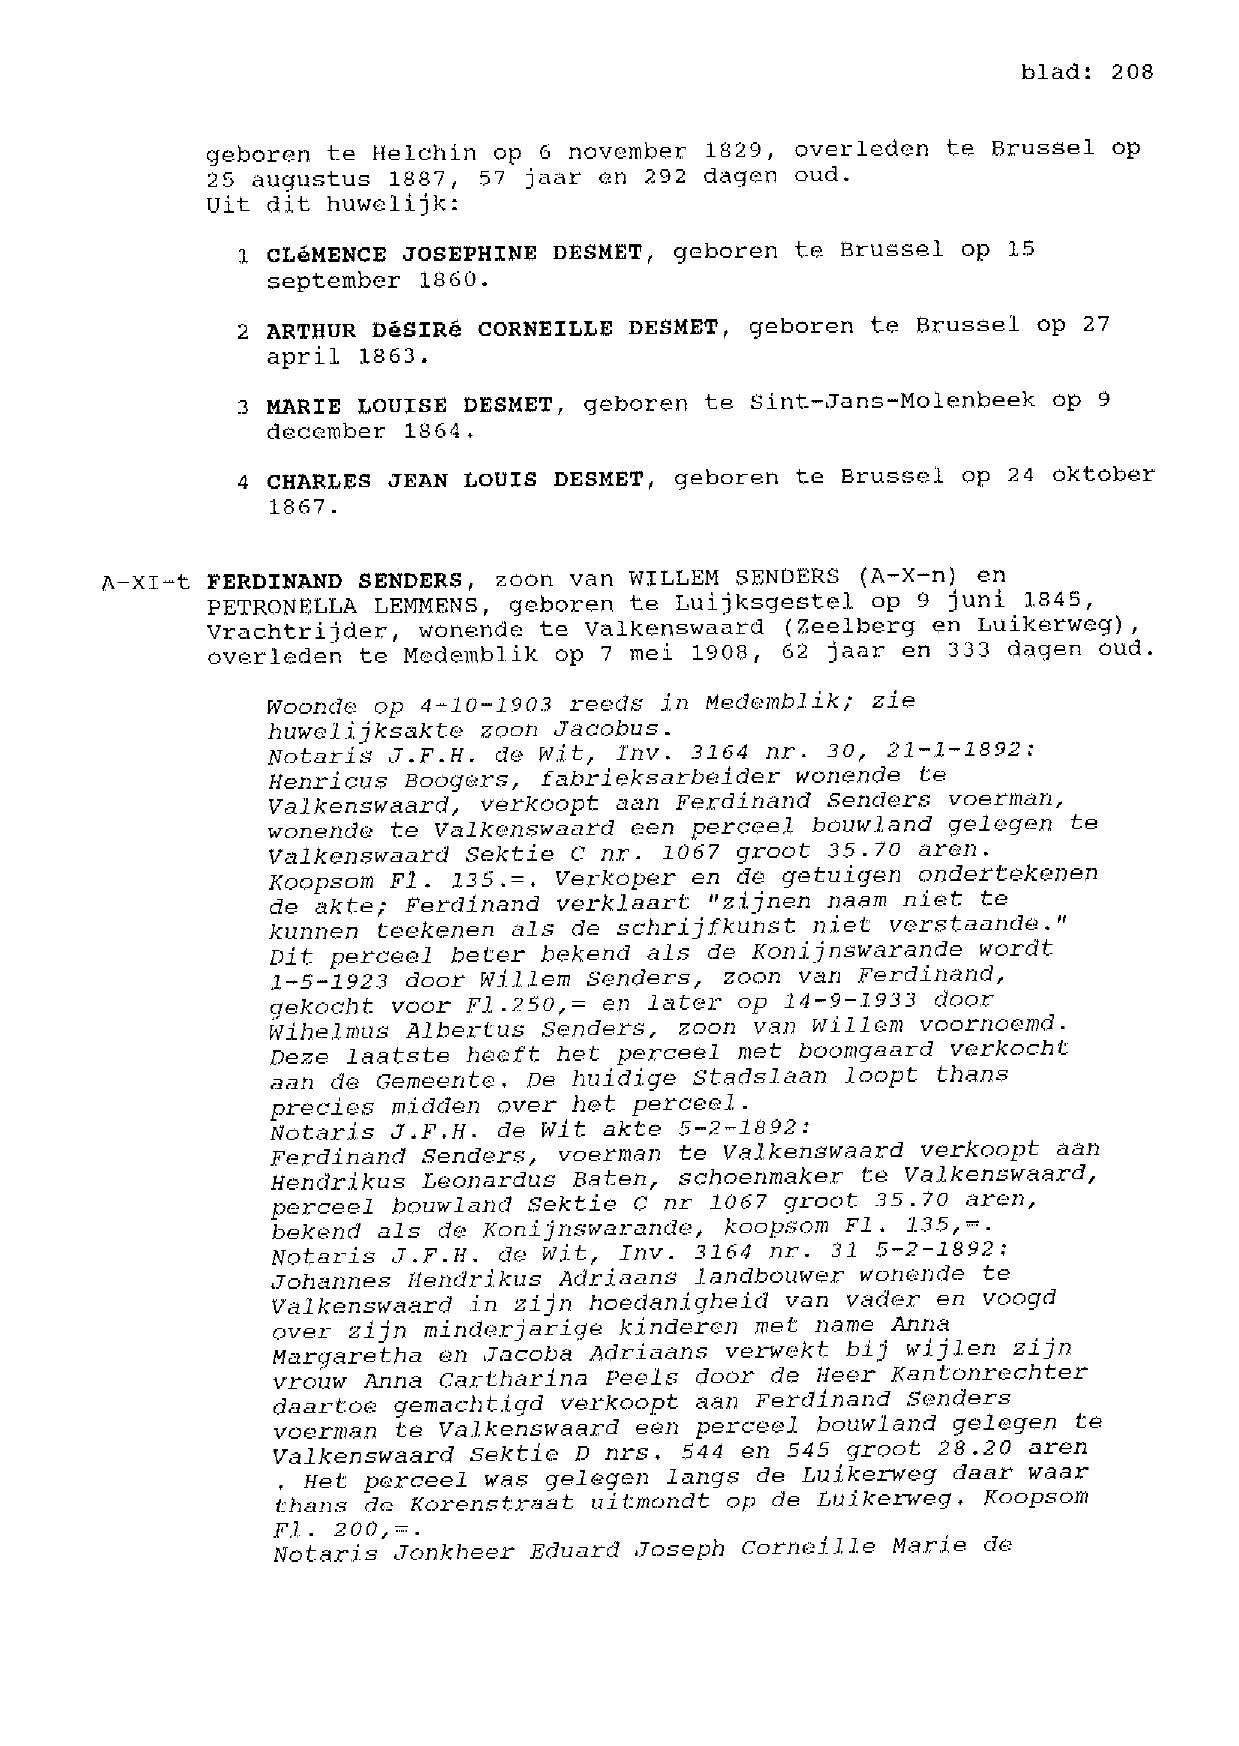 blad: 208
geboren te Helchin op 6 november 1829, overleden te Brussel op
25 augustus 1887, 57 jaar en 292 dagen oud.
Uit dit huwelijk:
1 CLéMENCE JOSEPHINE DESMET, geboren te Brussel op 15
september 1860.
2 ARTHUR DéSIRé CORNEILLE DESMET, geboren te Brussel op 27
april 1863.
3 MARIE LOUISE DESMET, geboren te Sint-Jans-Molenbeek op 9
december 1864.
4 CHARLES JEAN LOUIS DESMET, geboren te Brussel op 24 oktober
1867.
A-XI-t FERDINAND SENDERS, zoon van WILLEM SENDERS (A-X-n) en
PETRONELLA LEMMENS, geboren te Luijksgestel op 9 juni 1845,
Vrachtrijder, wonende te Valkenswaard (Zeelberg en Luikerweg),
overleden te Medemblik op 7 mei 1908, 62 jaar en 333 dagen oud.
Woonde op 4-10-1903 reeds in Medemblik; zie
huwelijksakte zoon Jacobus.
Notaris J.F.H. de Wit, Inv. 3164 nr. 30, 21-1-1892:
Henricus Boogers, fabrieksarbeider wonende te
Valkenswaard, verkoopt aan Ferdinand Senders voerman,
wonende te Valkenswaard een perceel bouwland gelegen te
Valkenswaard Sektie C nr. 1067 groot 35.70 aren.
Koopsom Fl. 135.=. Verkoper en de getuigen ondertekenen
de akte; Ferdinand verklaart "zijnen naam niet te
kunnen teekenen als de schrijfkunst niet verstaande."
Dit perceel beter bekend als de Konijnswarande wordt
1-5-1923 door Willem Senders, zoon van Ferdinand,
gekocht voor Fl.250,= en later op 14-9-1933 door
Wihelmus Albertus Senders, zoon van Willem voornoemd.
Deze laatste heeft het perceel met boomgaard verkocht
aan de Gemeente. De huidige Stadslaan loopt thans
precies midden over het perceel.
Notaris J.F.H. de Wit akte 5-2-1892:
Ferdinand Senders, voerman te Valkenswaard verkoopt aan
Hendrikus Leonardus Baten, schoenmaker te Valkenswaard,
perceel bouwland Sektie C nr 1067 groot 35.70 aren,
bekend als de Konijnswarande, koopsom Fl. 135,=.
Notaris J.F.H. de Wit, Inv. 3164 nr. 31 5-2-1892:
Johannes Hendrikus Adriaans landbouwer wonende te
Valkenswaard in zijn hoedanigheid van vader en voogd
over zijn minderjarige kinderen met name Anna
Margaretha en Jacoba Adriaans verwekt bij wijlen zijn
vrouw Anna Cartharina Peels door de Heer Kantonrechter
daartoe gemachtigd verkoopt aan Ferdinand Senders
voerman te Valkenswaard een perceel bouwland gelegen te
Valkenswaard Sektie D nrs. 544 en 545 groot 28.20 aren
. Het perceel was gelegen langs de Luikerweg daar waar
thans de Korenstraat uitmondt op de Luikerweg. Koopsom
Fl. 200,=.
Notaris Jonkheer Eduard Joseph Corneille Marie de